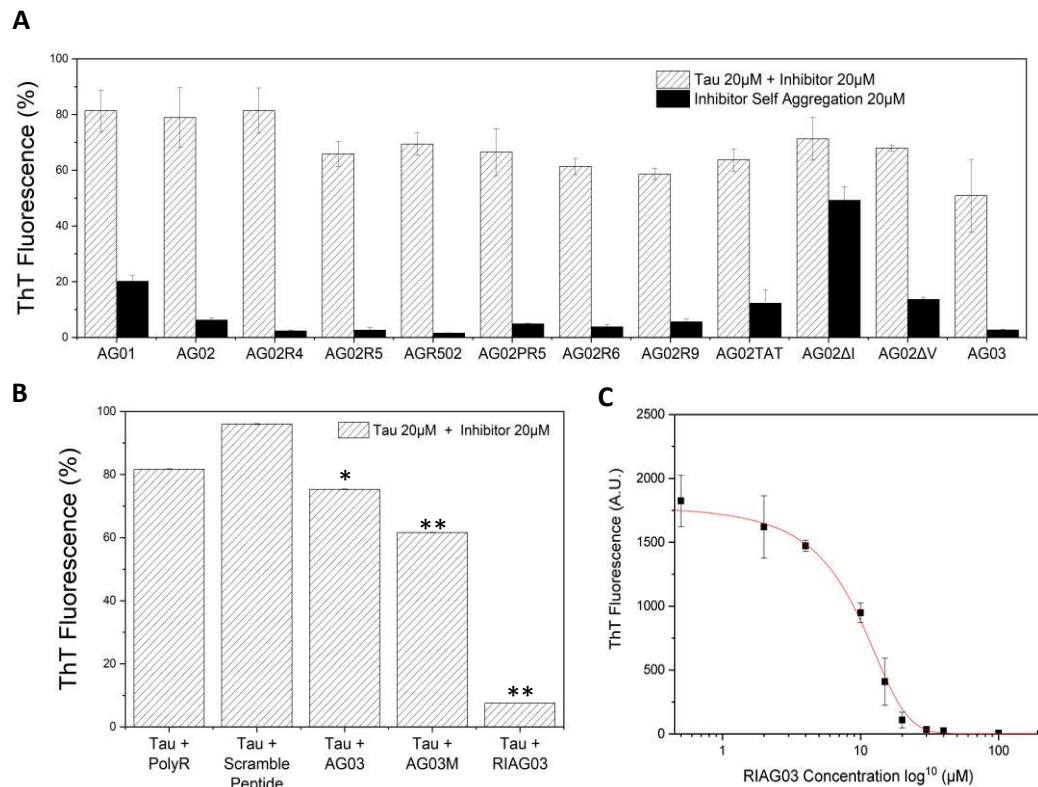 A
ThT Fluorescence (%)
100
80
60
40
20
0
Tau 20µM + Inhibitor 20µM
Inhibitor Self Aggregation 20µM
AG01 AG02 AG02R4 AG02R5 AGR502 AG02PR5 AG02R6 AG02R9 AG02TAT AG02ΔI AG02ΔV AG03
B
ThT Fluorescence (%)
100
80
60
40
20
0
Tau 20µM + Inhibitor 20µM
*
**
**
Tau + Tau + Tau + Tau + Tau +
PolyR Scramble AG03 AG03M RIAG03
Peptide
C
ThT Fluorescence (A.U.)
2500
2000
1500
1000
500
0
1 10 100
RIAG03 Concentration log¹⁰ (µM)